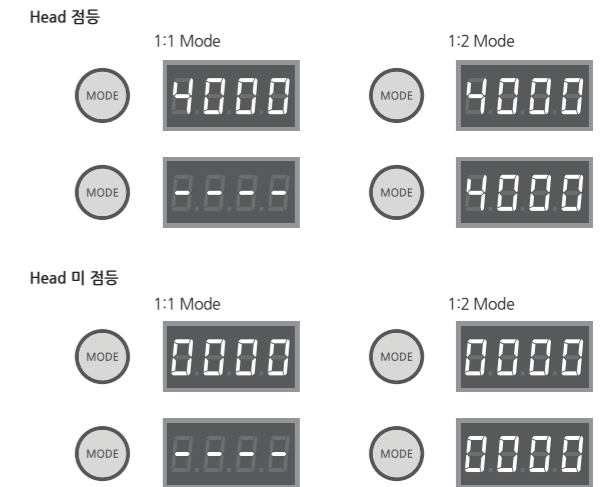 Head 점등
1:1 Mode 1:2 Mode
MODE 4000 MODE 4000
MODE ---- MODE 4000
Head 미 점등
1:1 Mode 1:2 Mode
MODE 0000 MODE 0000
MODE ---- MODE 0000